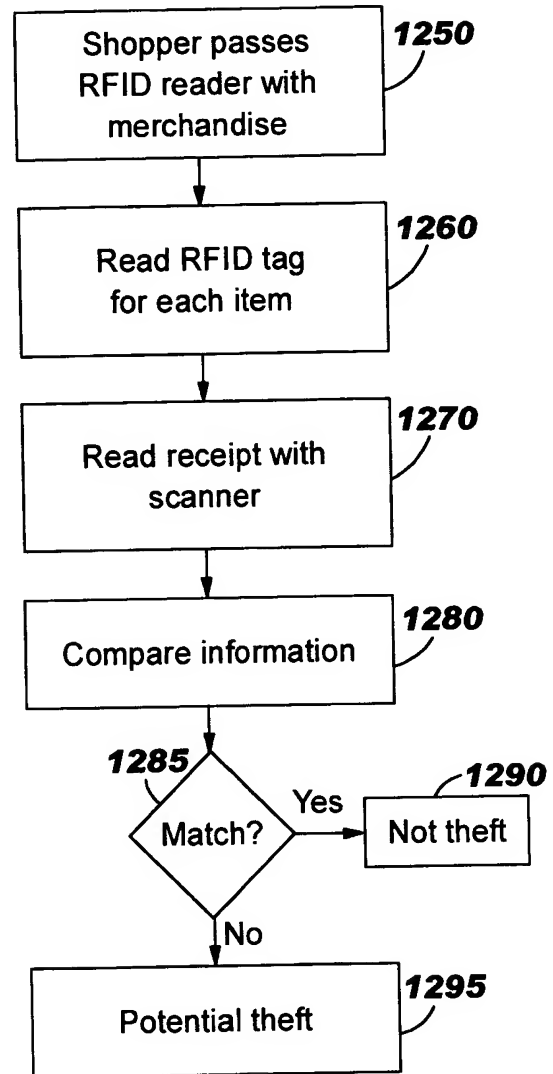 Shopper passes
RFID reader with
merchandise
1250
Read RFID tag
for each item
1260
Read receipt with
scanner
1270
Compare information
1280
1285
Match?
Yes
Not theft
1290
No
Potential theft
1295